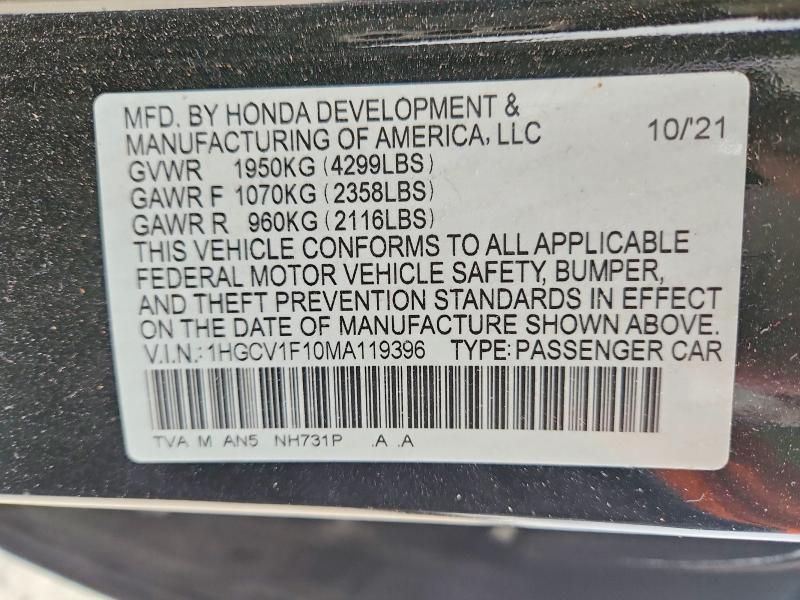 MFD. BY HONDA DEVELOPMENT &
MANUFACTURING OF AMERICA, LLC 10/'21
GVWR 1950KG (4299LBS)
GAWR F 1070KG (2358LBS)
GAWR R 960KG (2116LBS)
THIS VEHICLE CONFORMS TO ALL APPLICABLE
FEDERAL MOTOR VEHICLE SAFETY, BUMPER,
AND THEFT PREVENTION STANDARDS IN EFFECT
ON THE DATE OF MANUFACTURE SHOWN ABOVE.
V.I.N.: 1HGCV1F10MA119396 TYPE: PASSENGER CAR
TVA M AN5 NH731P .A .A